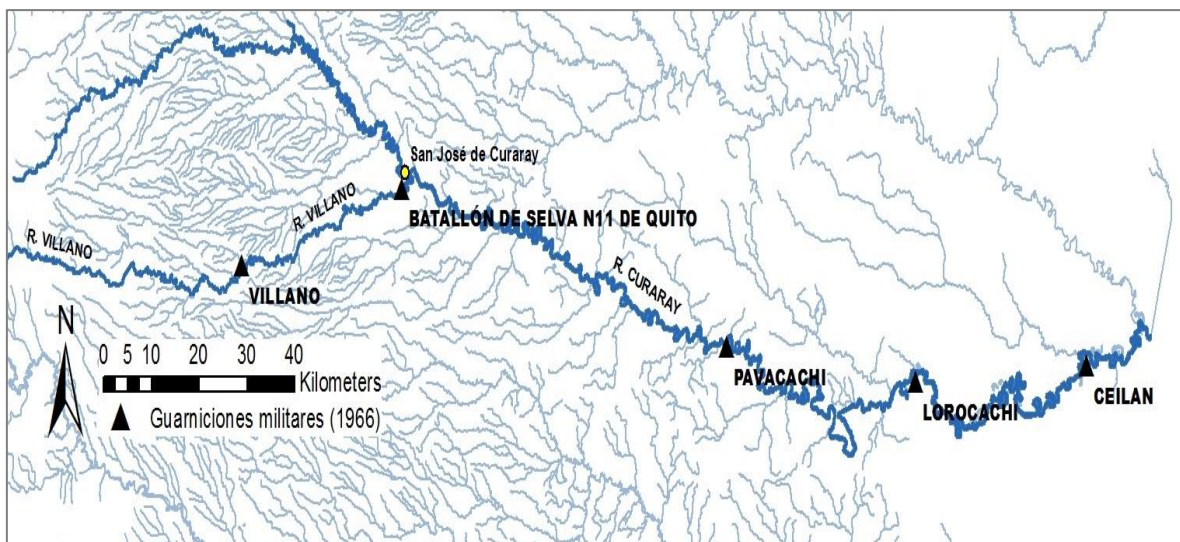 San José de Curaray
R. VILLANO
BATALLÓN DE SELVA N11 DE QUITO
R. VILLANO
VILLANO
R. CURARAY
PAVACACHI
LOROCACHI
CEILAN
N
0 5 10 20 30 40
Kilometers
Guarniciones militares (1966)